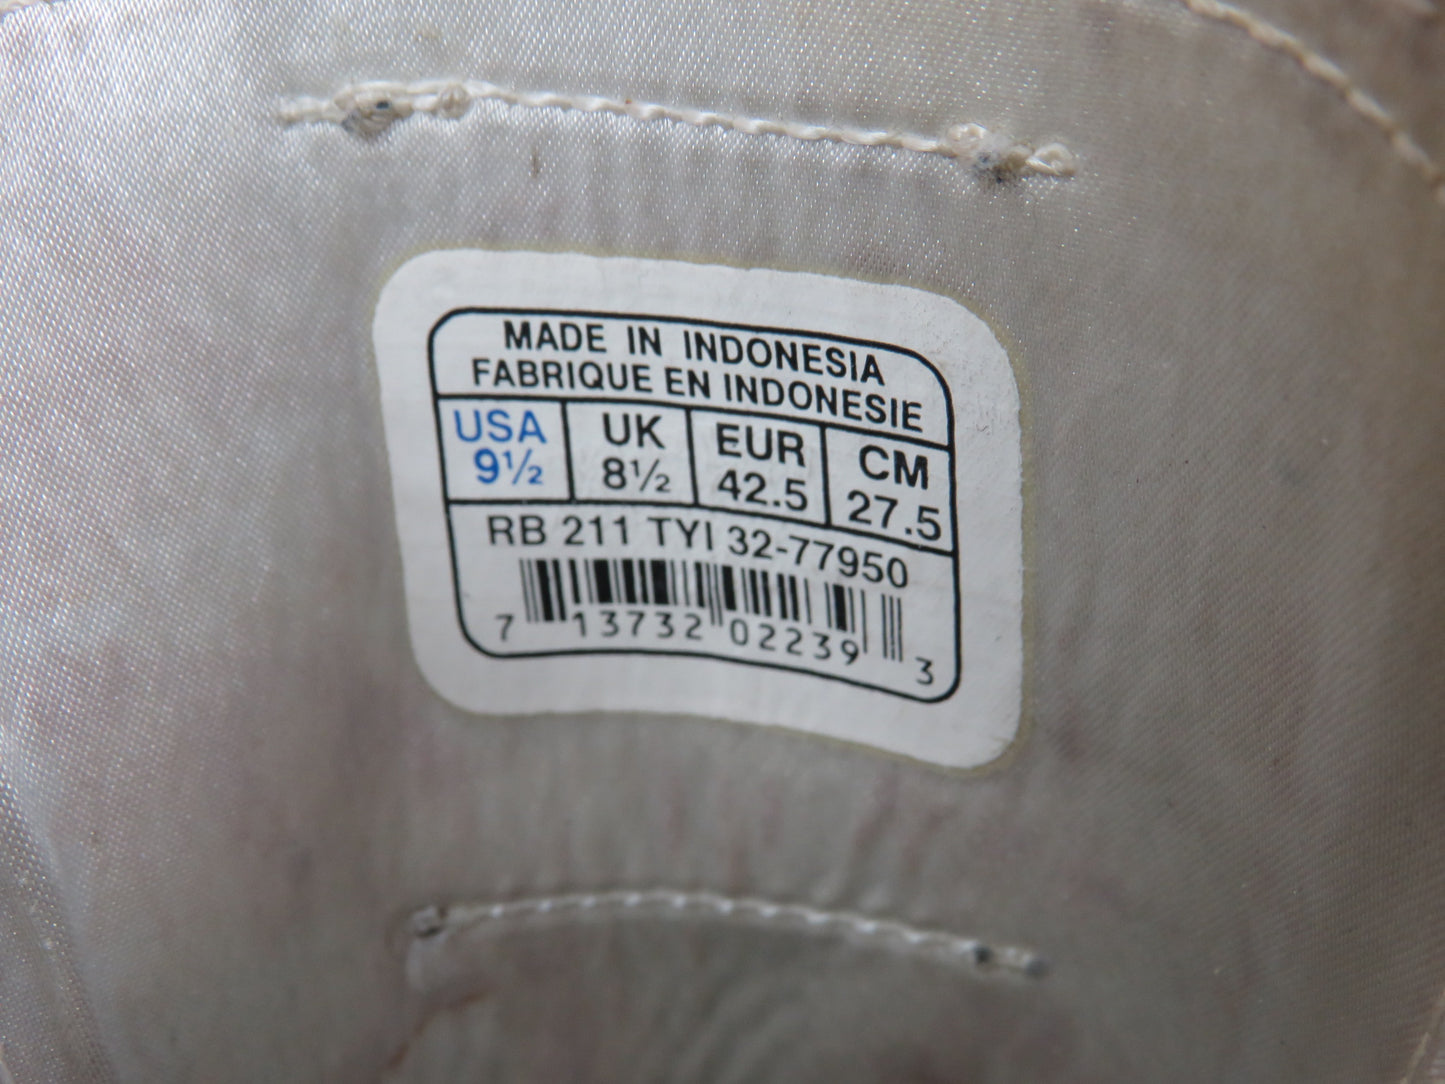 MADE IN INDONESIA
FABRIQUE EN INDONESIE
USA UK EUR CM
9½ 8½ 42.5 27.5
RB 211 TYI 32-77950
7 13732 02239 3